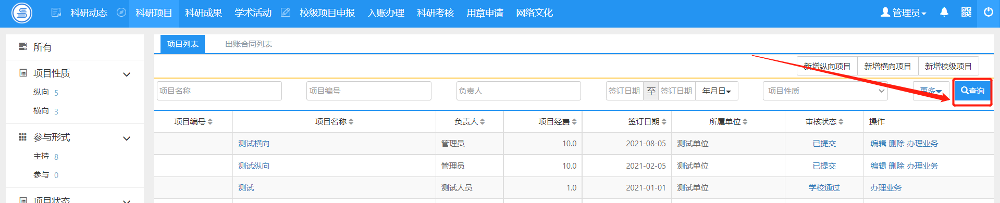 科研动态 科研项目 科研成果 学术活动 校级项目申报 入账办理 科研考核 用章申请 网络文化 管理员
所有
项目性质
纵向 5
横向 3
参与形式
主持 8
参与 0
项目状态
项目列表 出账合同列表
新增纵向项目 新增横向项目 新增校级项目
项目名称 项目编号 负责人 签订日期 至 签订日期 年月日 项目性质 更多 查询
项目编号 项目名称 负责人 项目经费 签订日期 所属单位 审核状态 操作
测试横向 管理员 10.0 2021-08-05 测试单位 已提交 编辑 删除 办理业务
测试纵向 管理员 10.0 2021-02-05 测试单位 已提交 编辑 删除 办理业务
测试 测试人员 1.0 2021-01-01 测试单位 学校通过 办理业务